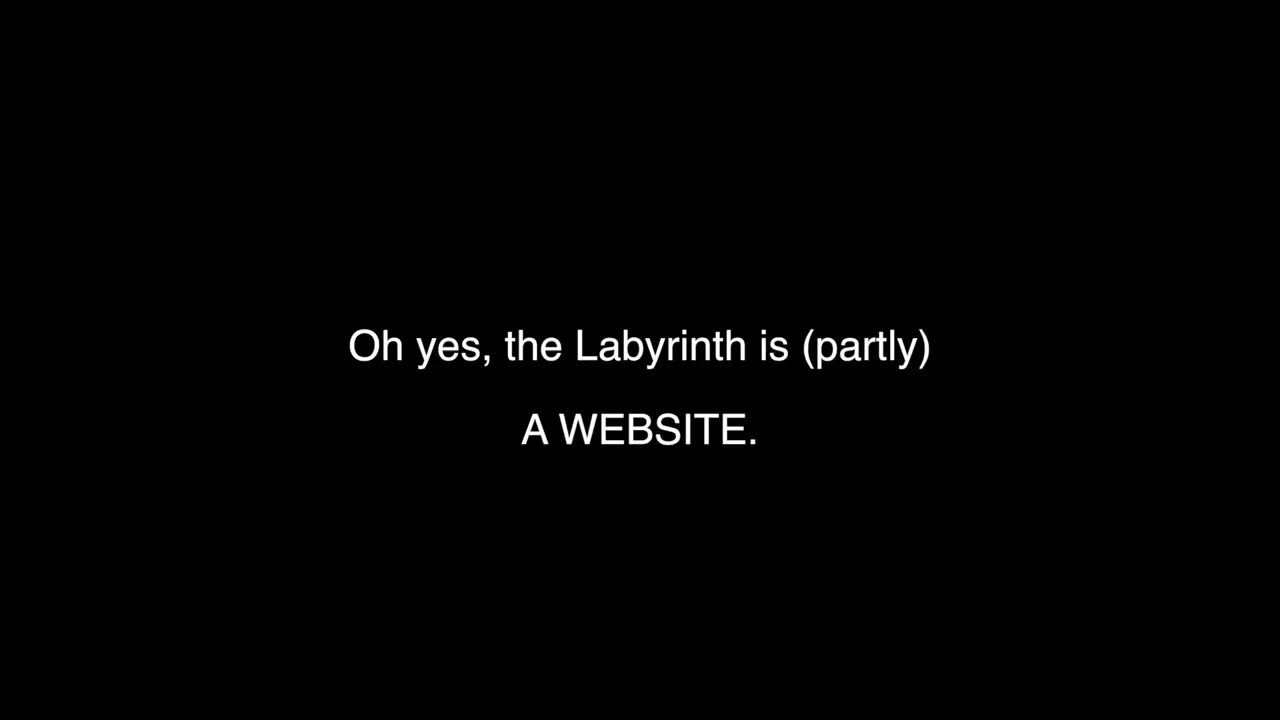 Oh yes, the Labyrinth is (partly)
A WEBSITE.